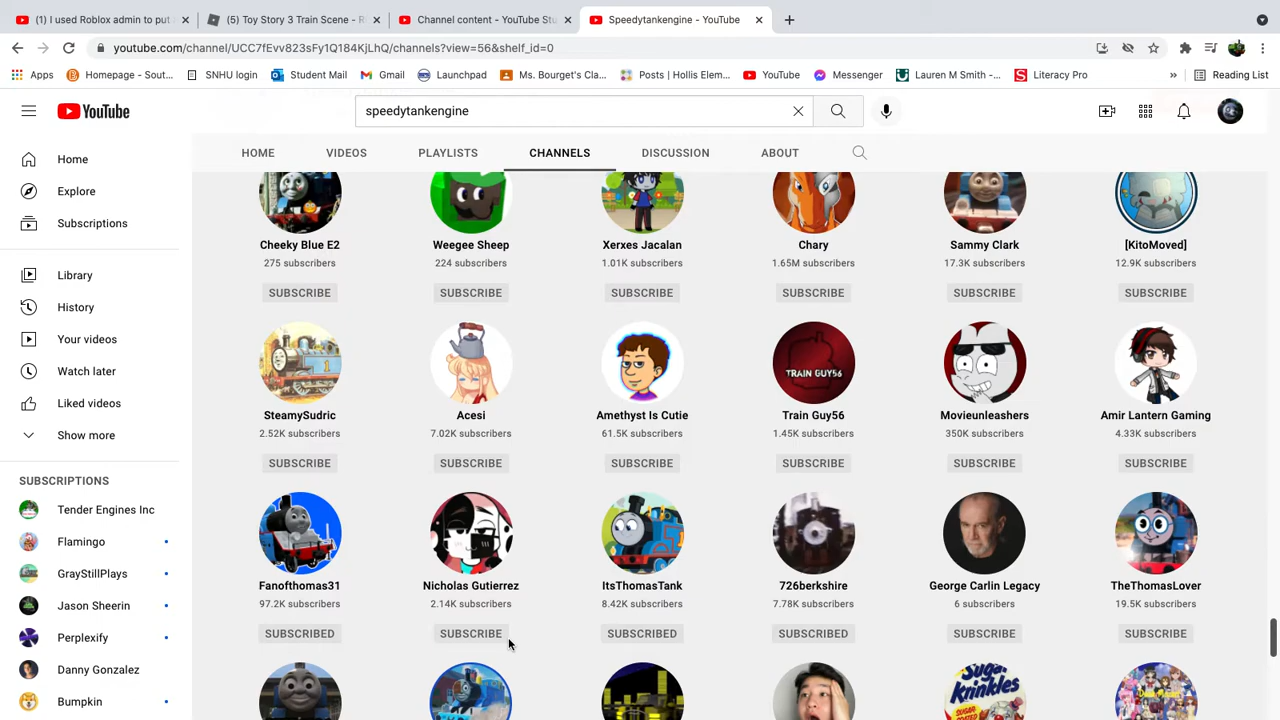 I used Roblox admin to put a
(5) Toy Story 3 Train Scene - R
Channel content - YouTube Stu
Speedytankengine - YouTube
youtube.com/channel/UCC7fEvv823sFy1Q184KjLhQ/channels?view=56&shelf_id=0
Apps
Homepage - Sout...
SNHU login
Student Mail
Gmail
Launchpad
Ms. Bourget's Cla...
Posts | Hollis Elem...
YouTube
Messenger
Lauren M Smith -...
Literacy Pro
»
Reading List
YouTube
speedytankengine
HOME
VIDEOS
PLAYLISTS
CHANNELS
DISCUSSION
ABOUT
Home
Explore
Subscriptions
Library
History
Your videos
Watch later
Liked videos
Show more
SUBSCRIPTIONS
Tender Engines Inc
Flamingo
GrayStillPlays
Jason Sheerin
Perplexify
Danny Gonzalez
Bumpkin
Cheeky Blue E2
Weegee Sheep
Xerxes Jacalan
Chary
Sammy Clark
[KitoMoved]
275 subscribers
224 subscribers
1.01K subscribers
1.65M subscribers
17.3K subscribers
12.9K subscribers
SUBSCRIBE
SUBSCRIBE
SUBSCRIBE
SUBSCRIBE
SUBSCRIBE
SUBSCRIBE
TRAIN GUY56
SteamySudric
Acesi
Amethyst Is Cutie
Train Guy56
Movieunleashers
Amir Lantern Gaming
2.52K subscribers
7.02K subscribers
61.5K subscribers
1.45K subscribers
350K subscribers
4.33K subscribers
SUBSCRIBE
SUBSCRIBE
SUBSCRIBE
SUBSCRIBE
SUBSCRIBE
SUBSCRIBE
Fanofthomas31
Nicholas Gutierrez
ItsThomasTank
726berkshire
George Carlin Legacy
TheThomasLover
97.2K subscribers
2.14K subscribers
8.42K subscribers
7.78K subscribers
6 subscribers
19.5K subscribers
SUBSCRIBED
SUBSCRIBE
SUBSCRIBED
SUBSCRIBED
SUBSCRIBE
SUBSCRIBE
Sugar
Krinkles